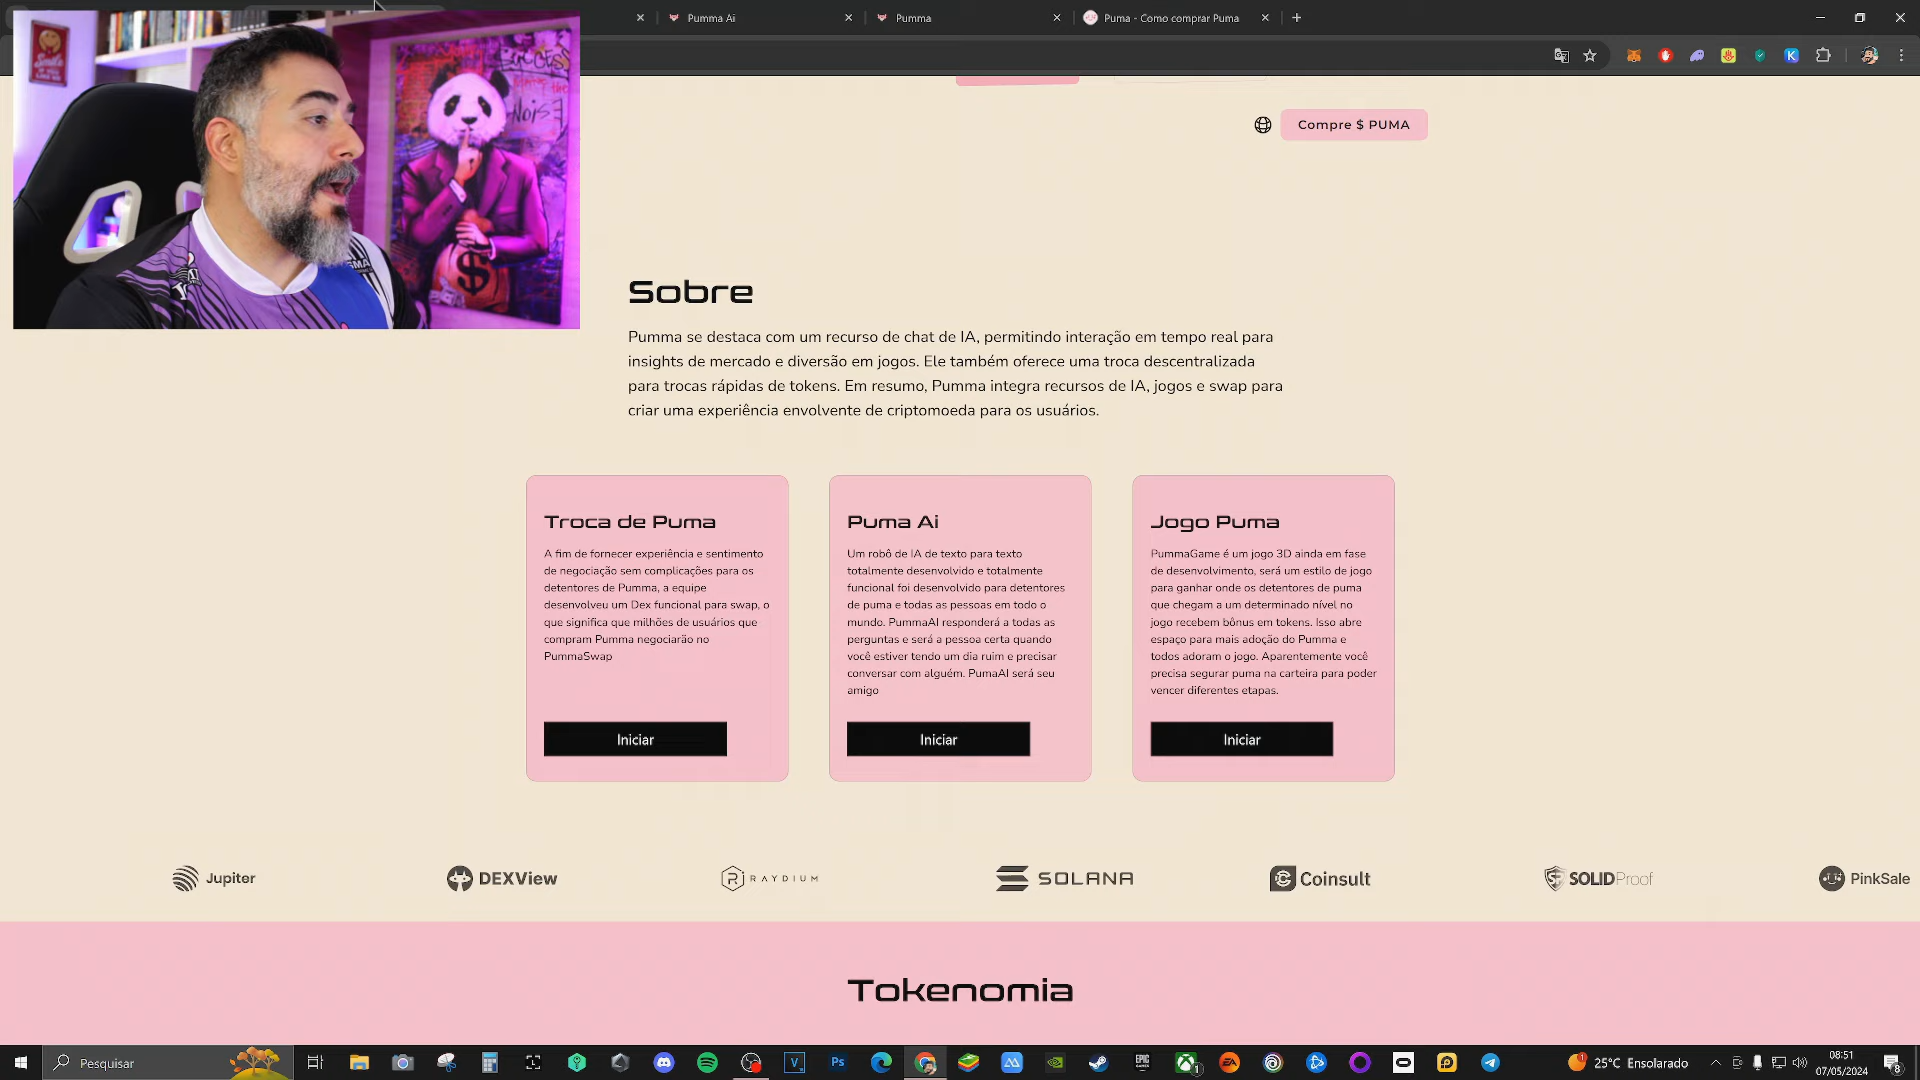 Pumma Ai
Pumma
Puma - Como comprar Puma
Compre $ PUMA
Sobre
Pumma se destaca com um recurso de chat de IA, permitindo interação em tempo real para
insights de mercado e diversão em jogos. Ele também oferece uma troca descentralizada
para trocas rápidas de tokens. Em resumo, Pumma integra recursos de IA, jogos e swap para
criar uma experiência envolvente de criptomoeda para os usuários.
Troca de Puma
A fim de fornecer experiência e sentimento
de negociação sem complicações para os
detentores de Pumma, a equipe
desenvolveu um Dex funcional para swap, o
que significa que milhões de usuários que
compram Pumma negociarão no
PummaSwap
Iniciar
Puma Ai
Um robô de IA de texto para texto
totalmente desenvolvido e totalmente
funcional foi desenvolvido para detentores
de puma e todas as pessoas em todo o
mundo. PummaAI responderá a todas as
perguntas e será a pessoa certa quando
você estiver tendo um dia ruim e precisar
conversar com alguém. PumaAI será seu
amigo
Iniciar
Jogo Puma
PummaGame é um jogo 3D ainda em fase
de desenvolvimento, será um estilo de jogo
para ganhar onde os detentores de puma
que chegam a um determinado nível no
jogo recebem bônus em tokens. Isso abre
espaço para mais adoção do Pumma e
todos adoram o jogo. Aparentemente você
precisa segurar puma na carteira para poder
vencer diferentes etapas.
Iniciar
Jupiter
DEXView
RAYDIUM
SOLANA
Coinsult
SOLIDProof
PinkSale
Tokenomia
Pesquisar
25°C Ensolarado
08:51
07/05/2024